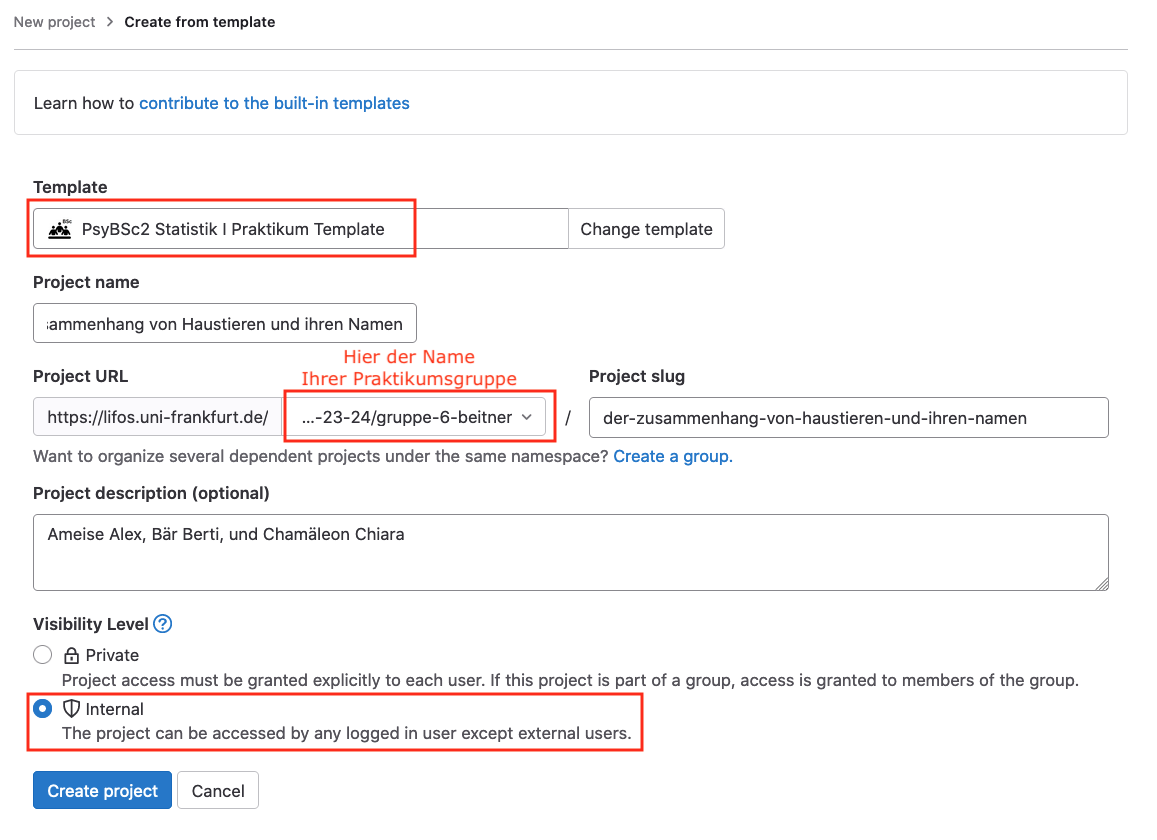 New project > Create from template
Learn how to contribute to the built-in templates
Template
BSc PsyBSc2 Statistik I Praktikum Template Change template
Project name
ammenhang von Haustieren und ihren Namen
Hier der Name
Ihrer Praktikumsgruppe
Project URL Project slug
https://lifos.uni-frankfurt.de/ ...-23-24/gruppe-6-beitner / der-zusammenhang-von-haustieren-und-ihren-namen
Want to organize several dependent projects under the same namespace? Create a group.
Project description (optional)
Ameise Alex, Bär Berti, und Chamäleon Chiara
Visibility Level ?
Private
Project access must be granted explicitly to each user. If this project is part of a group, access is granted to members of the group.
Internal
The project can be accessed by any logged in user except external users.
Create project Cancel